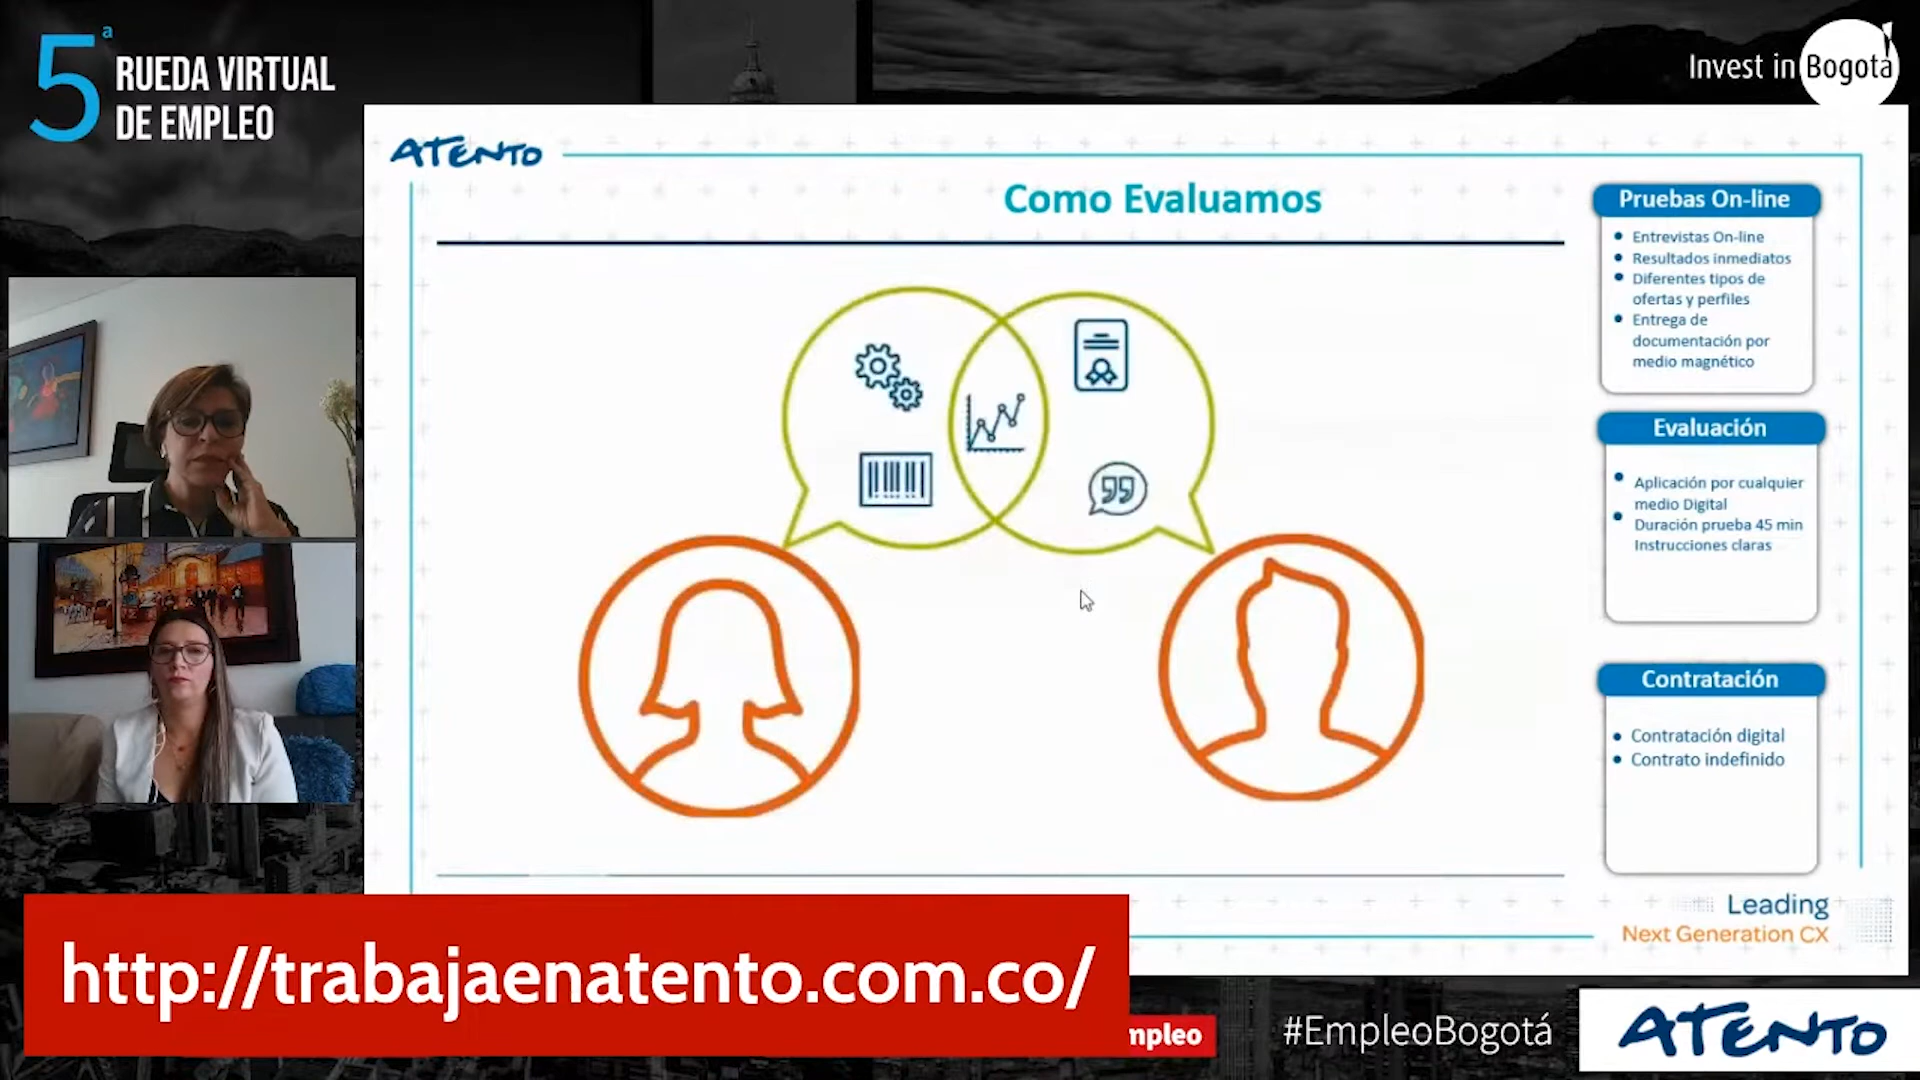 5ª RUEDA VIRTUAL
DE EMPLEO
Invest in Bogotá
ATENTO
Como Evaluamos
Pruebas On-line
• Entrevistas On-line
• Resultados inmediatos
• Diferentes tipos de
ofertas y perfiles
• Entrega de
documentación por
medio magnético
Evaluación
• Aplicación por cualquier
medio Digital
• Duración prueba 45 min
Instrucciones claras
Contratación
• Contratación digital
• Contrato indefinido
Leading
Next Generation CX
http://trabajaenatento.com.co/
mpleo
#EmpleoBogotá
ATENTO